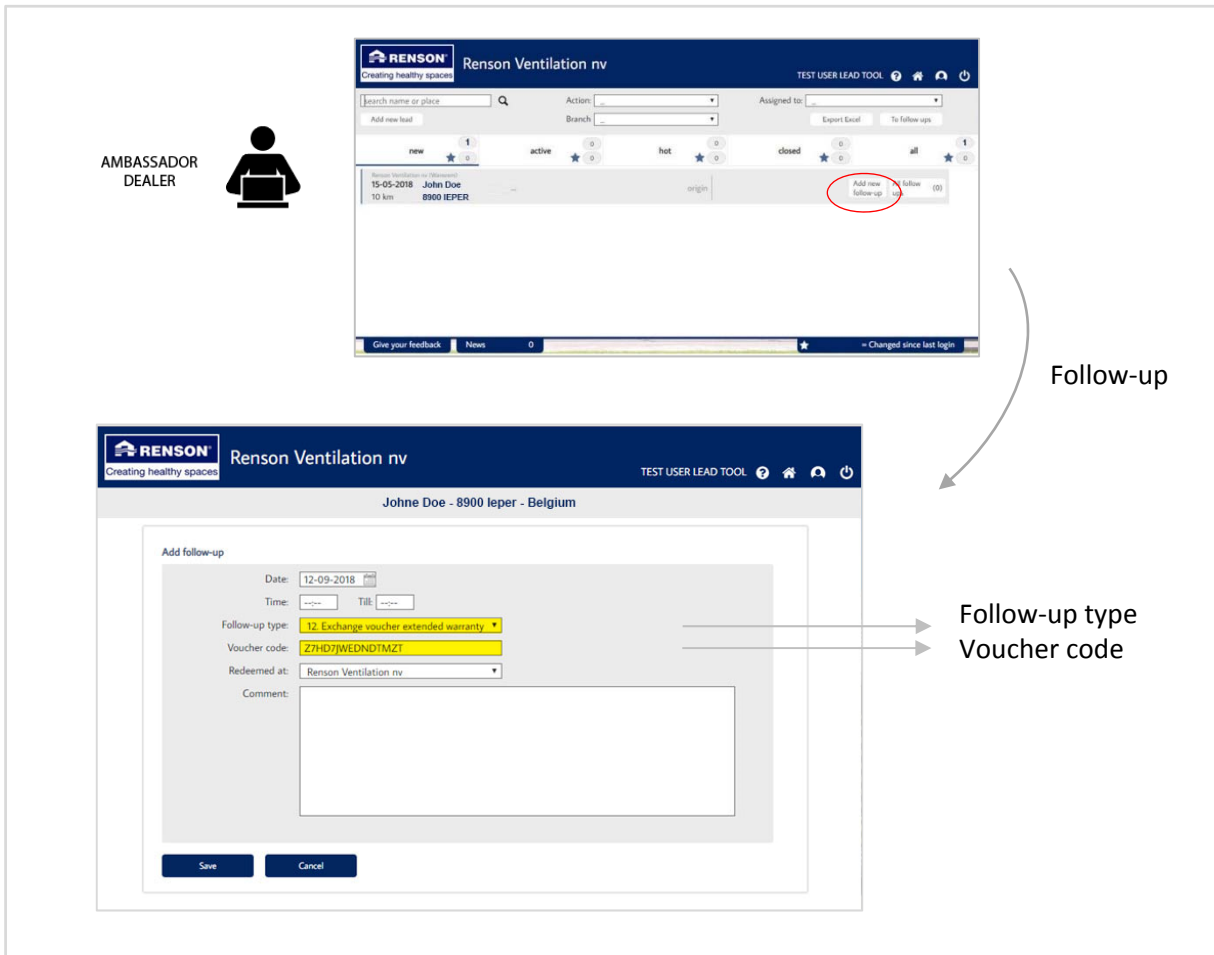 RENSON
Creating healthy spaces
Renson Ventilation nv
TEST USER LEAD TOOL
search name or place
Action: _
Assigned to: _
Add new lead
Branch _
Export Excel
To follow ups
new 1 0
active 0 0
hot 0 0
closed 0 0
all 1 0
Renson Ventilation nv
15-05-2018 John Doe
_
origin
Add new follow-up
All follow ups
(0)
10 km 8900 IEPER
AMBASSADOR
DEALER
Give your feedback
News 0
= Changed since last login
Follow-up
RENSON
Creating healthy spaces
Renson Ventilation nv
TEST USER LEAD TOOL
Johne Doe - 8900 Ieper - Belgium
Add follow-up
Date: 12-09-2018
Time: --:-- Till: --:--
Follow-up type: 12. Exchange voucher extended warranty
Voucher code: Z7HD7JWEDNDTMZT
Redeemed at: Renson Ventilation nv
Comment:
Save
Cancel
Follow-up type
Voucher code